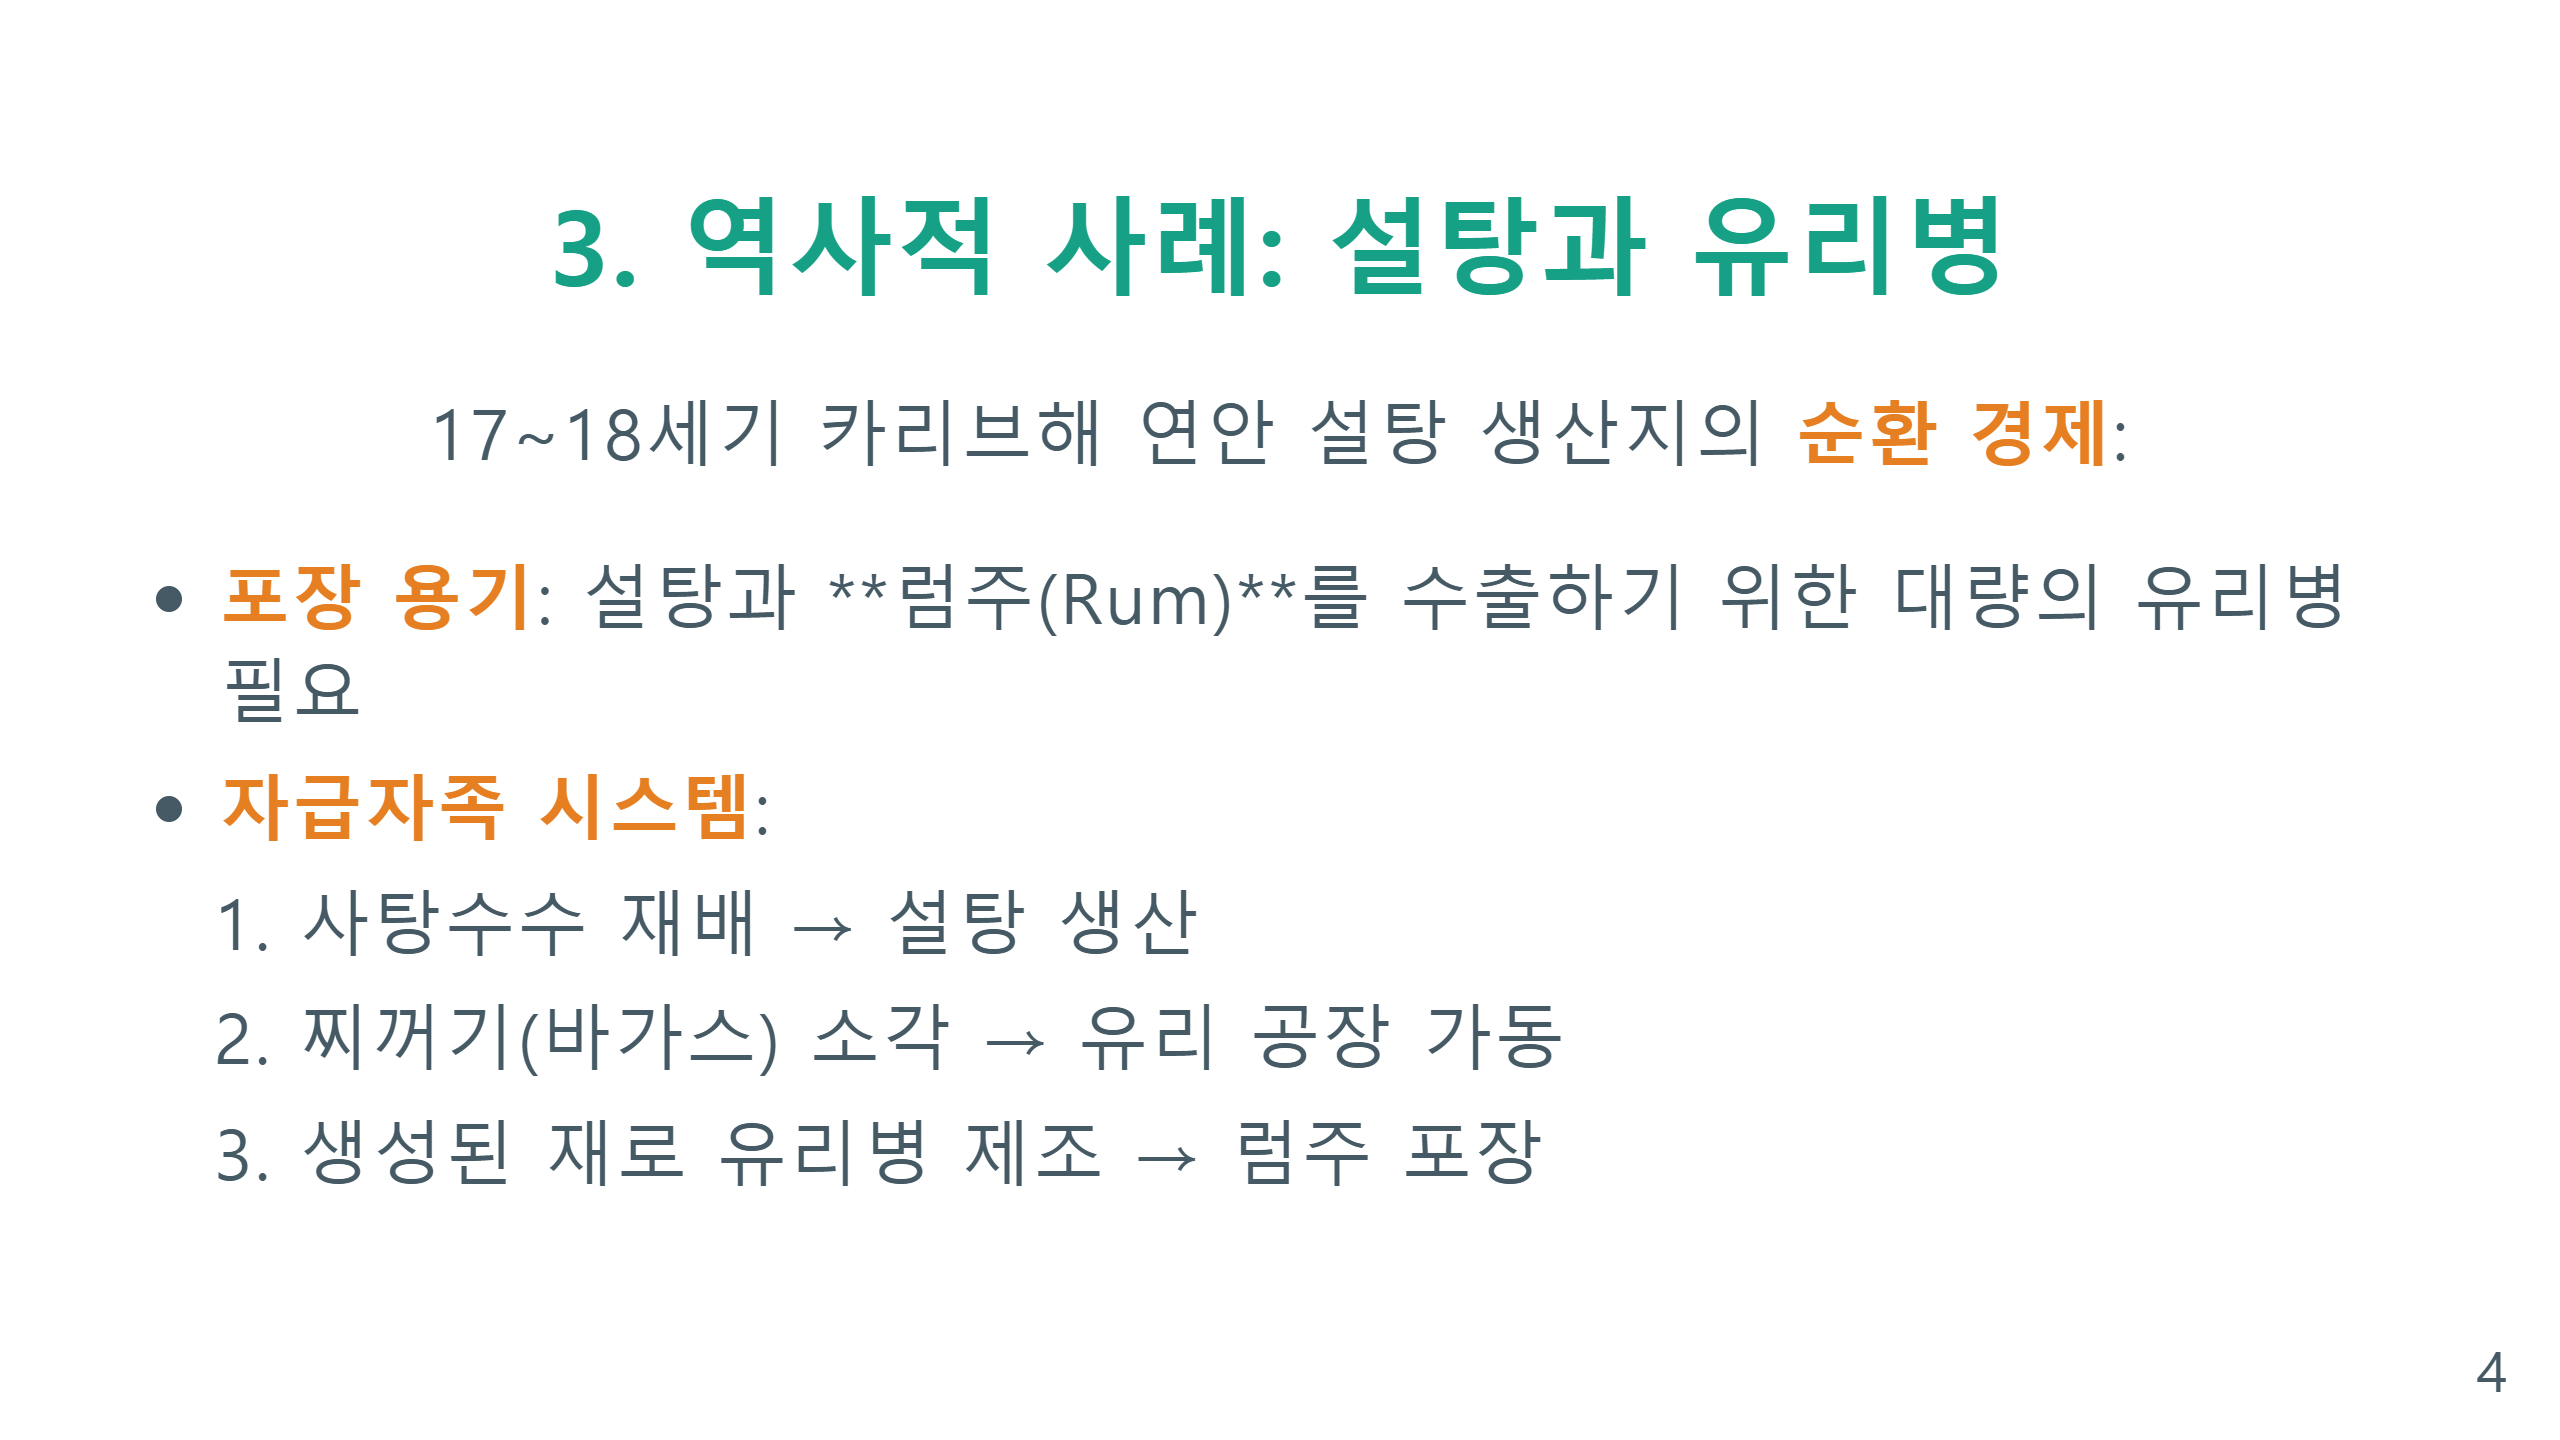 3. 역사적 사례: 설탕과 유리병
17~18세기 카리브해 연안 설탕 생산지의 순환 경제:
• 포장 용기: 설탕과 **럼주(Rum)**를 수출하기 위한 대량의 유리병
필요
• 자급자족 시스템:
1. 사탕수수 재배 → 설탕 생산
2. 찌꺼기(바가스) 소각 → 유리 공장 가동
3. 생성된 재로 유리병 제조 → 럼주 포장
4